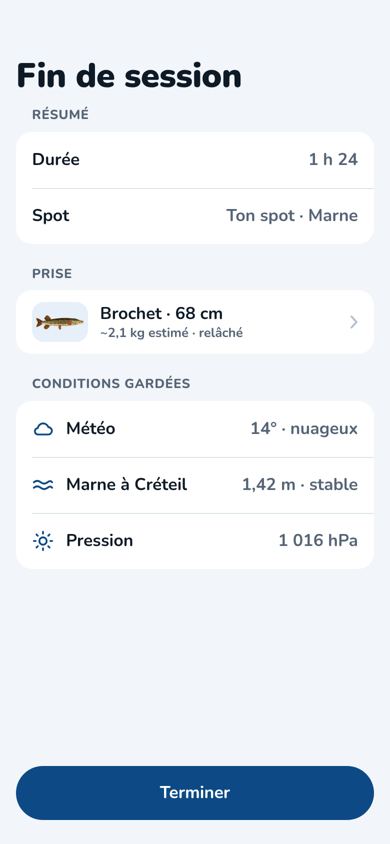 Fin de session
RÉSUMÉ
Durée 1 h 24
Spot Ton spot · Marne
PRISE
Brochet · 68 cm
~2,1 kg estimé · relâché
CONDITIONS GARDÉES
Météo 14° · nuageux
Marne à Créteil 1,42 m · stable
Pression 1 016 hPa
Terminer